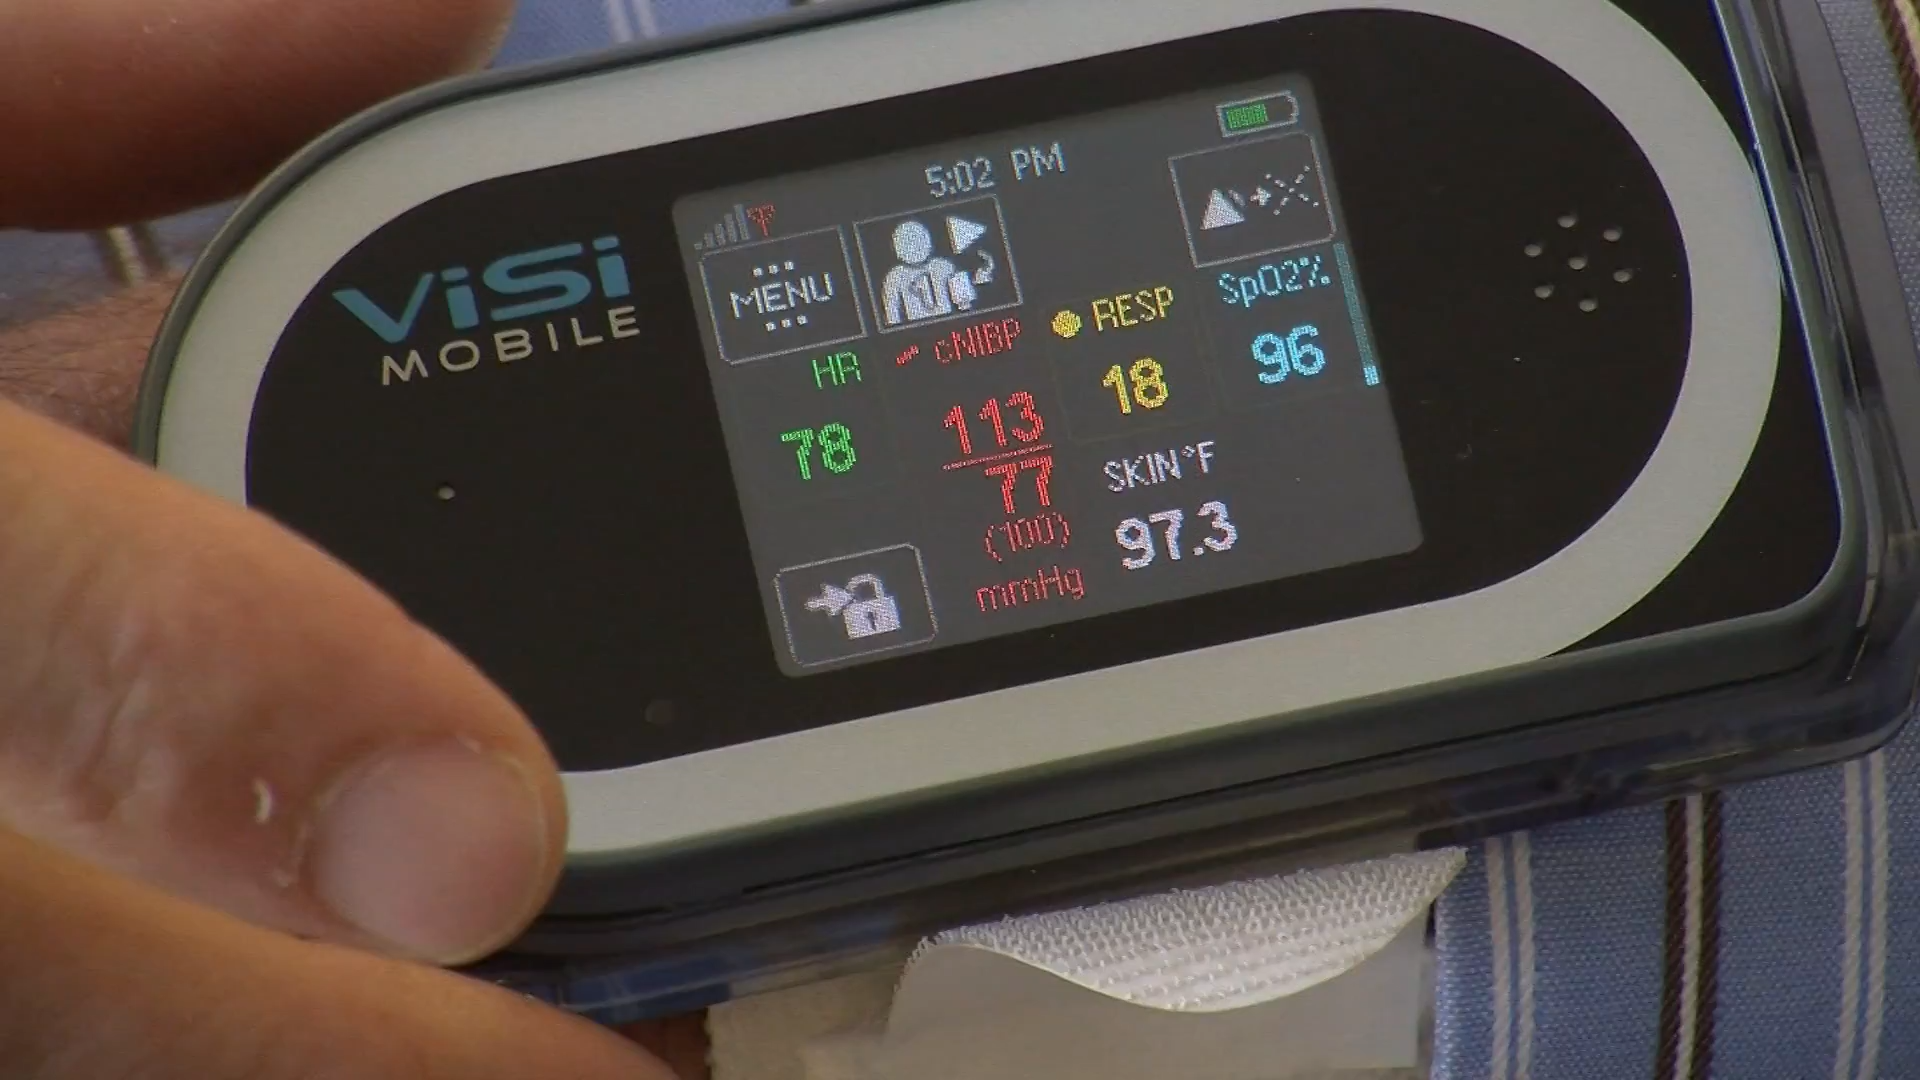 ViSi
MOBILE
5:02 PM
MENU
HR
78
cNIBP
113
77
(100)
mmHg
RESP
18
SpO2%
96
SKIN°F
97.3